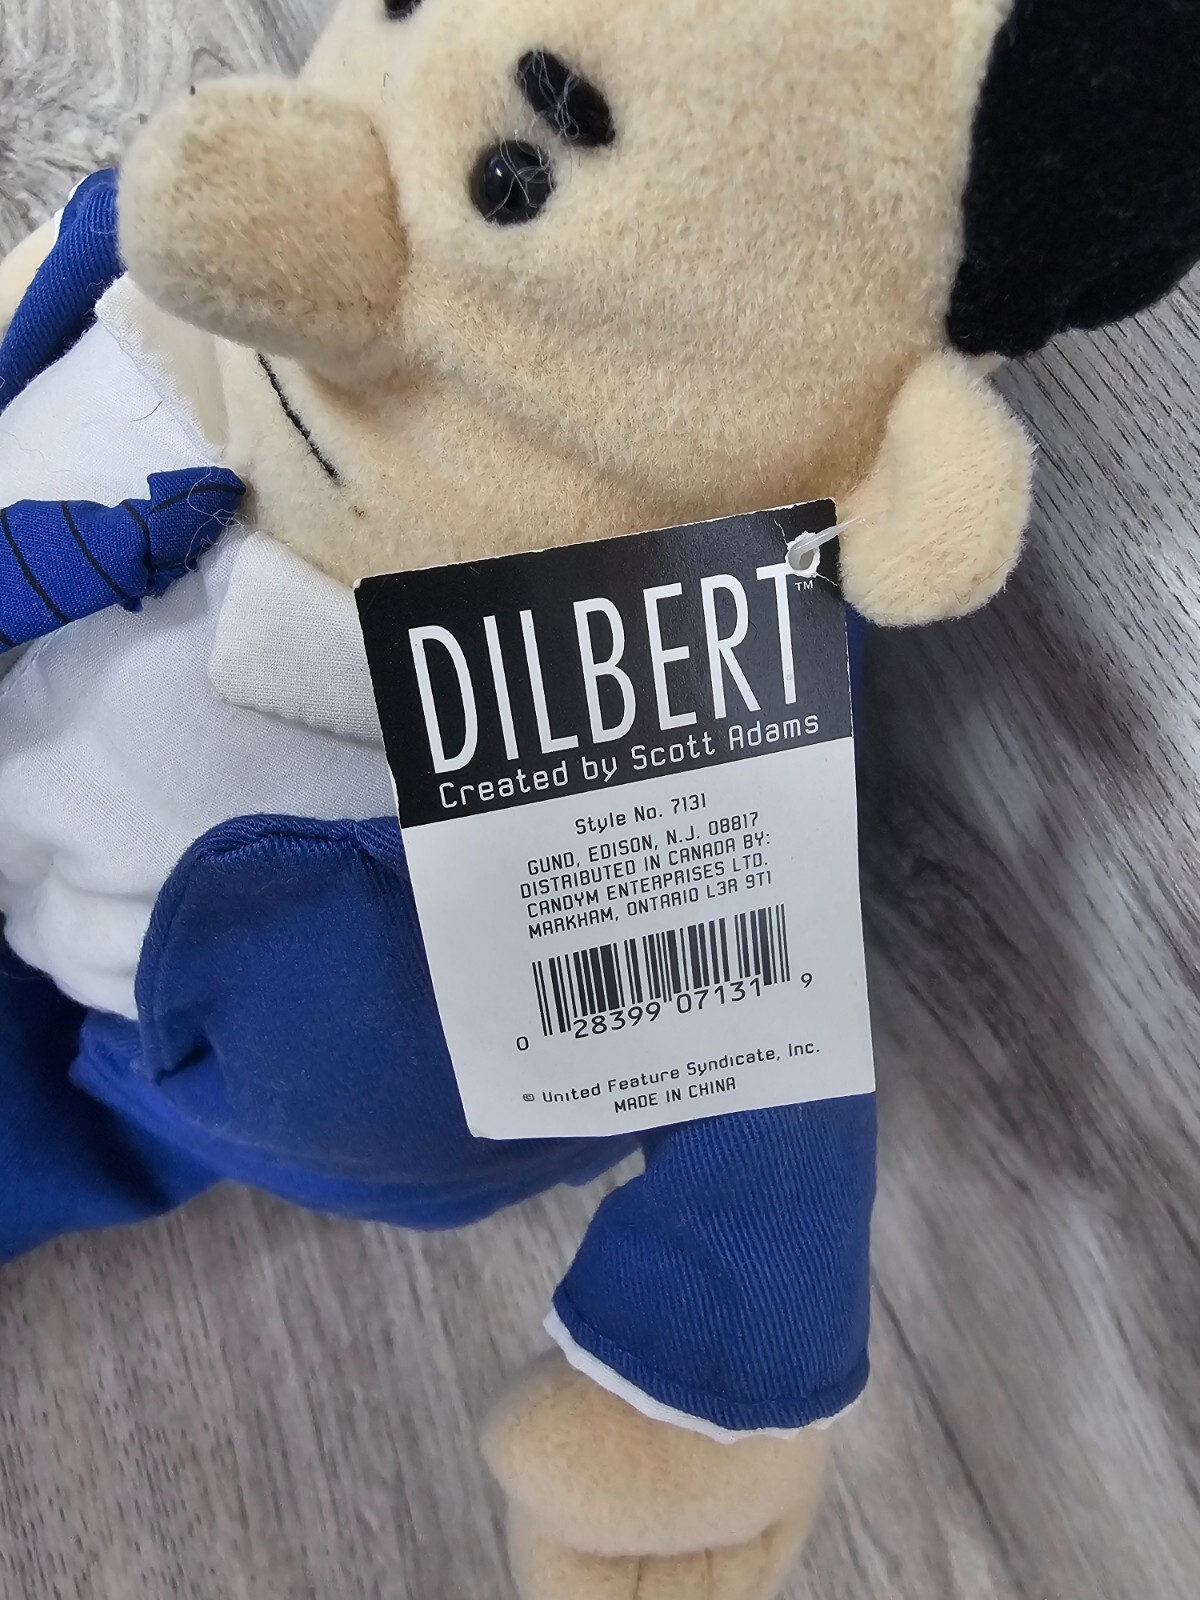 DILBERT™
Created by Scott Adams
Style No. 7131
GUND, EDISON, N.J. 08817
DISTRIBUTED IN CANADA BY:
CANDYM ENTERPRISES LTD.
MARKHAM, ONTARIO L3R 9T1
0 28399 07131 9
© United Feature Syndicate, Inc.
MADE IN CHINA